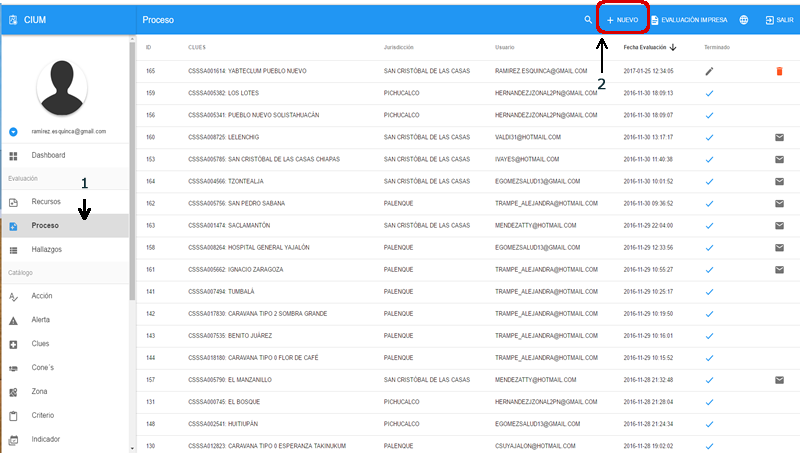 CIUM
Proceso
NUEVO
EVALUACIÓN IMPRESA
SALIR
ramirez.esquinca@gmail.com
Dashboard
Evaluación
1
Recursos
Proceso
Hallazgos
Catálogo
Acción
Alerta
Clues
Cone´s
Zona
Criterio
Indicador
2
ID CLUES Jurisdicción Usuario Fecha Evaluación Terminado
165 CSSSA001614: YABTECLUM PUEBLO NUEVO SAN CRISTÓBAL DE LAS CASAS RAMIREZ.ESQUINCA@GMAIL.COM 2017-01-25 12:34:05
159 CSSSA005382: LOS LOTES PICHUCALCO HERNANDEZJZONAL2PN@GMAIL.COM 2016-11-30 18:09:13
156 CSSSA005341: PUEBLO NUEVO SOLISTAHUACÁN PICHUCALCO HERNANDEZJZONAL2PN@GMAIL.COM 2016-11-30 18:09:07
160 CSSSA008725: LELENCHIG SAN CRISTÓBAL DE LAS CASAS VALDI31@HOTMAIL.COM 2016-11-30 13:17:17
153 CSSSA005785: SAN CRISTÓBAL DE LAS CASAS CHIAPAS SAN CRISTÓBAL DE LAS CASAS IVAYES@HOTMAIL.COM 2016-11-30 11:40:38
164 CSSSA004566: TZONTEALJA SAN CRISTÓBAL DE LAS CASAS EGOMEZSALUD13@GMAIL.COM 2016-11-30 10:01:52
162 CSSSA005756: SAN PEDRO SABANA PALENQUE TRAMPE_ALEJANDRA@HOTMAIL.COM 2016-11-30 09:36:52
163 CSSSA001474: SACLAMANTÓN SAN CRISTÓBAL DE LAS CASAS MENDEZATTY@HOTMAIL.COM 2016-11-29 22:04:00
158 CSSSA008264: HOSPITAL GENERAL YAJALÓN PALENQUE EGOMEZSALUD13@GMAIL.COM 2016-11-29 12:33:56
161 CSSSA005662: IGNACIO ZARAGOZA PALENQUE TRAMPE_ALEJANDRA@HOTMAIL.COM 2016-11-29 10:55:27
141 CSSSA007494: TUMBALÁ PALENQUE TRAMPE_ALEJANDRA@HOTMAIL.COM 2016-11-29 10:25:17
142 CSSSA017830: CARAVANA TIPO 2 SOMBRA GRANDE PALENQUE TRAMPE_ALEJANDRA@HOTMAIL.COM 2016-11-29 10:19:50
143 CSSSA007535: BENITO JUÁREZ PALENQUE TRAMPE_ALEJANDRA@HOTMAIL.COM 2016-11-29 10:16:01
144 CSSSA018180: CARAVANA TIPO 0 FLOR DE CAFÉ PALENQUE TRAMPE_ALEJANDRA@HOTMAIL.COM 2016-11-29 10:15:52
157 CSSSA005790: EL MANZANILLO SAN CRISTÓBAL DE LAS CASAS MENDEZATTY@HOTMAIL.COM 2016-11-28 21:32:48
131 CSSSA000745: EL BOSQUE PICHUCALCO HERNANDEZJZONAL2PN@GMAIL.COM 2016-11-28 21:28:04
148 CSSSA002541: HUITIUPÁN PICHUCALCO EGOMEZSALUD13@GMAIL.COM 2016-11-28 21:24:34
130 CSSSA012823: CARAVANA TIPO 0 ESPERANZA TAKINUKUM PALENQUE CSUYAJALON@HOTMAIL.COM 2016-11-28 19:02:02